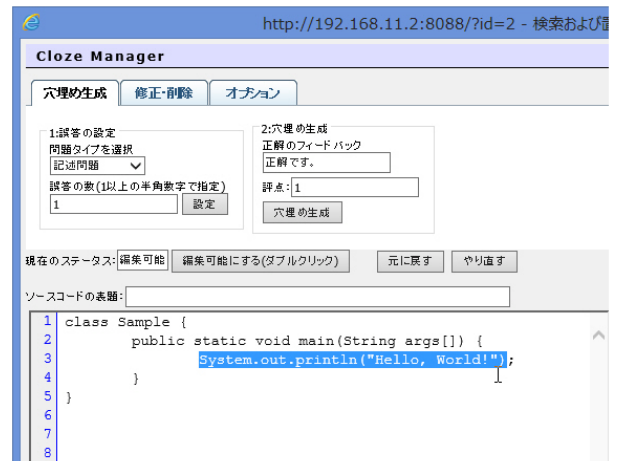 http://192.168.11.2:8088/?id=2 - 検索および
Cloze Manager
穴埋め生成 修正・削除 オプション
1:誤答の設定
問題タイプを選択
記述問題
誤答の数(1以上の半角数字で指定)
1 設定
2:穴埋め生成
正解のフィードバック
正解です。
評点:1
穴埋め生成
現在のステータス:編集可能 編集可能にする(ダブルクリック) 元に戻す やり直す
ソースコードの表題:
1 class Sample {
2 public static void main(String args[]) {
3 System.out.println("Hello, World!");
4 }
5 }
6
7
8